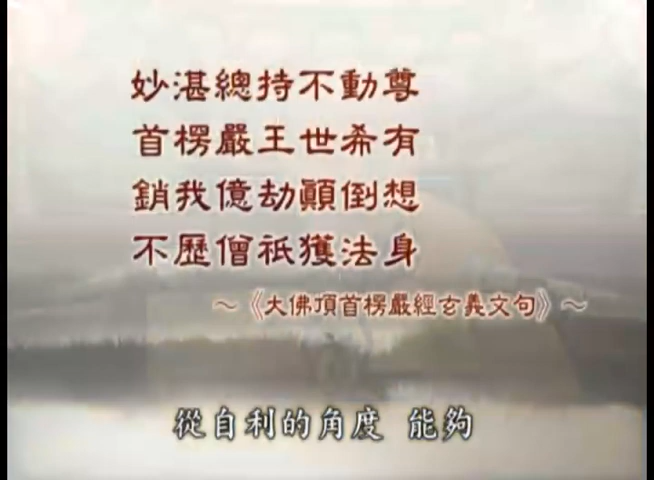 妙湛總持不動尊
首楞嚴王世希有
銷我億劫顛倒想
不歷僧祇獲法身
～《大佛頂首楞嚴經玄義文句》～
從自利的角度 能夠